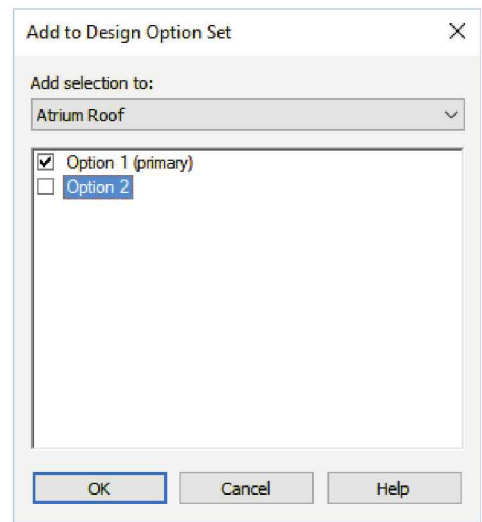 Add to Design Option Set
Add selection to:
Atrium Roof
Option 1 (primary)
Option 2
OK Cancel Help